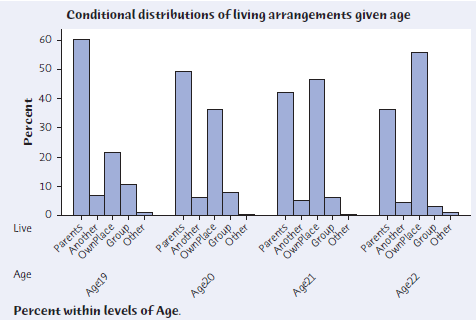 Conditional distributions of living arrangements given age
Percent
60
50
40
30
20
10
0
Live
Parents Another OwnPlace Group Other Parents Another OwnPlace Group Other Parents Another OwnPlace Group Other Parents Another OwnPlace Group Other
Age
Age19 Age20 Age21 Age22
Percent within levels of Age.